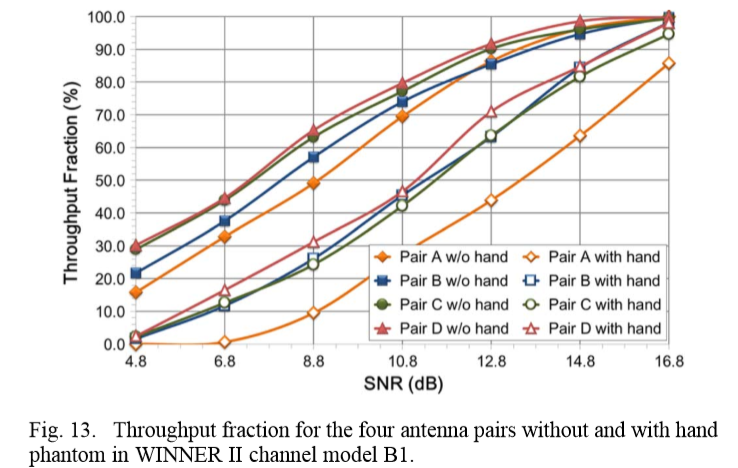 100.0
90.0
80.0
70.0
60.0
50.0
40.0
30.0
20.0
10.0
0.0
Throughput Fraction (%)
Pair A w/o hand Pair A with hand
Pair B w/o hand Pair B with hand
Pair C w/o hand Pair C with hand
Pair D w/o hand Pair D with hand
4.8 6.8 8.8 10.8 12.8 14.8 16.8
SNR (dB)
Fig. 13. Throughput fraction for the four antenna pairs without and with hand
phantom in WINNER II channel model B1.